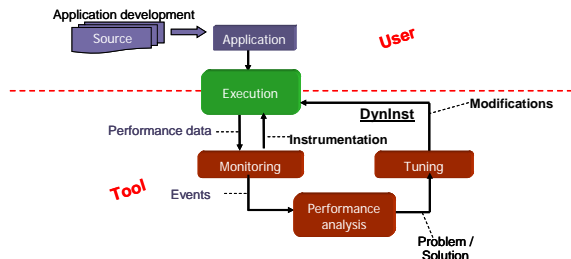 Application development
Source
Application
User
Execution
DynInst
Modifications
Performance data
Instrumentation
Monitoring
Tuning
Tool
Events
Performance
analysis
Problem /
Solution